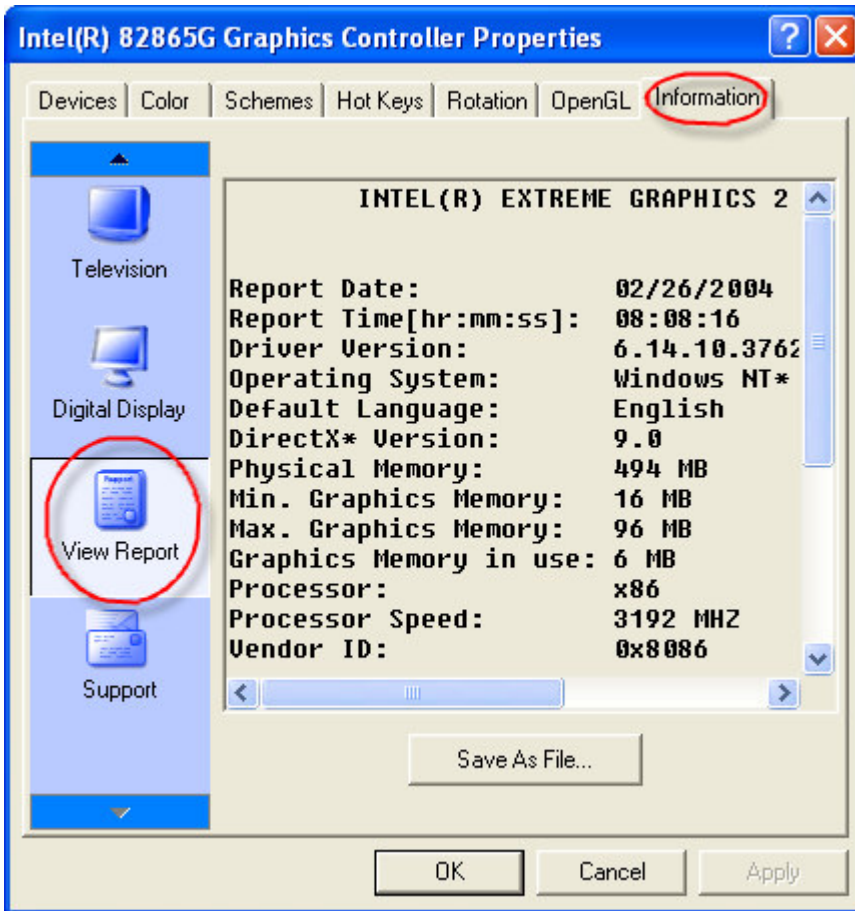 Intel(R) 82865G Graphics Controller Properties
Devices Color Schemes Hot Keys Rotation OpenGL Information
Television
Digital Display
Report
View Report
Support
INTEL(R) EXTREME GRAPHICS 2
Report Date: 02/26/2004
Report Time[hr:mm:ss]: 08:08:16
Driver Version: 6.14.10.3762
Operating System: Windows NT*
Default Language: English
DirectX* Version: 9.0
Physical Memory: 494 MB
Min. Graphics Memory: 16 MB
Max. Graphics Memory: 96 MB
Graphics Memory in use: 6 MB
Processor: x86
Processor Speed: 3192 MHZ
Vendor ID: 0x8086
Save As File...
OK Cancel Apply